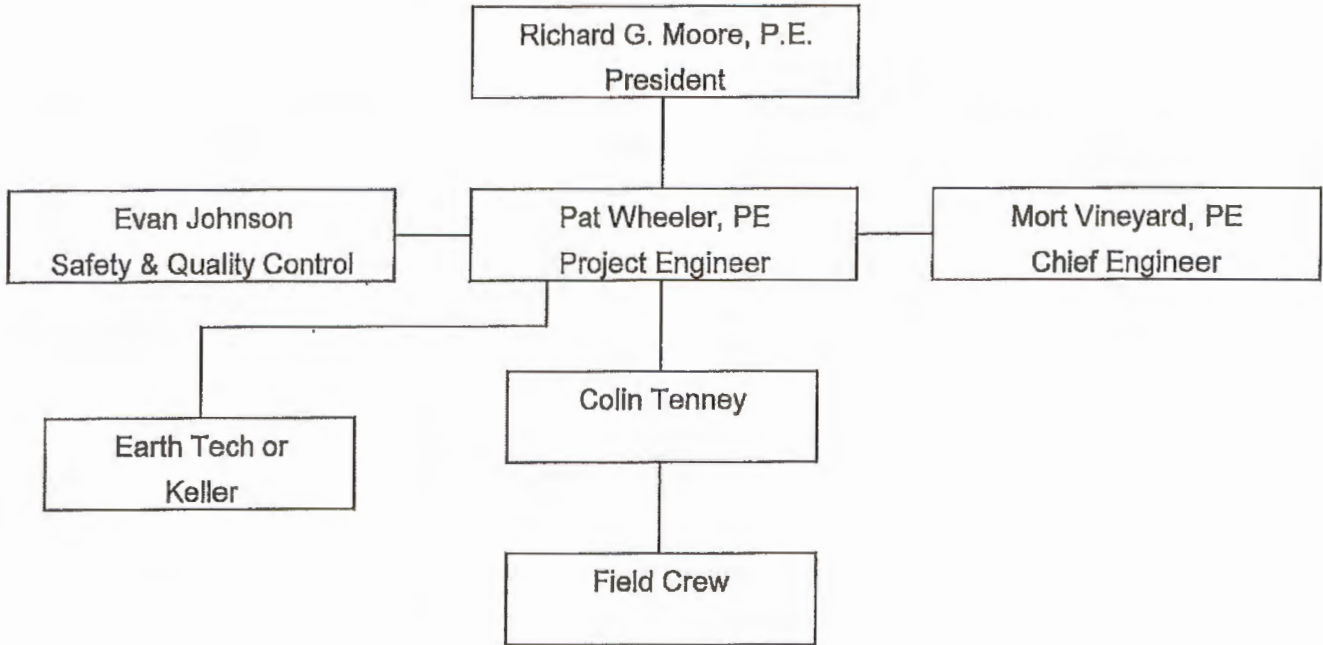 Richard G. Moore, P.E.
President
Evan Johnson
Safety & Quality Control
Pat Wheeler, PE
Project Engineer
Mort Vineyard, PE
Chief Engineer
Colin Tenney
Earth Tech or
Keller
Field Crew